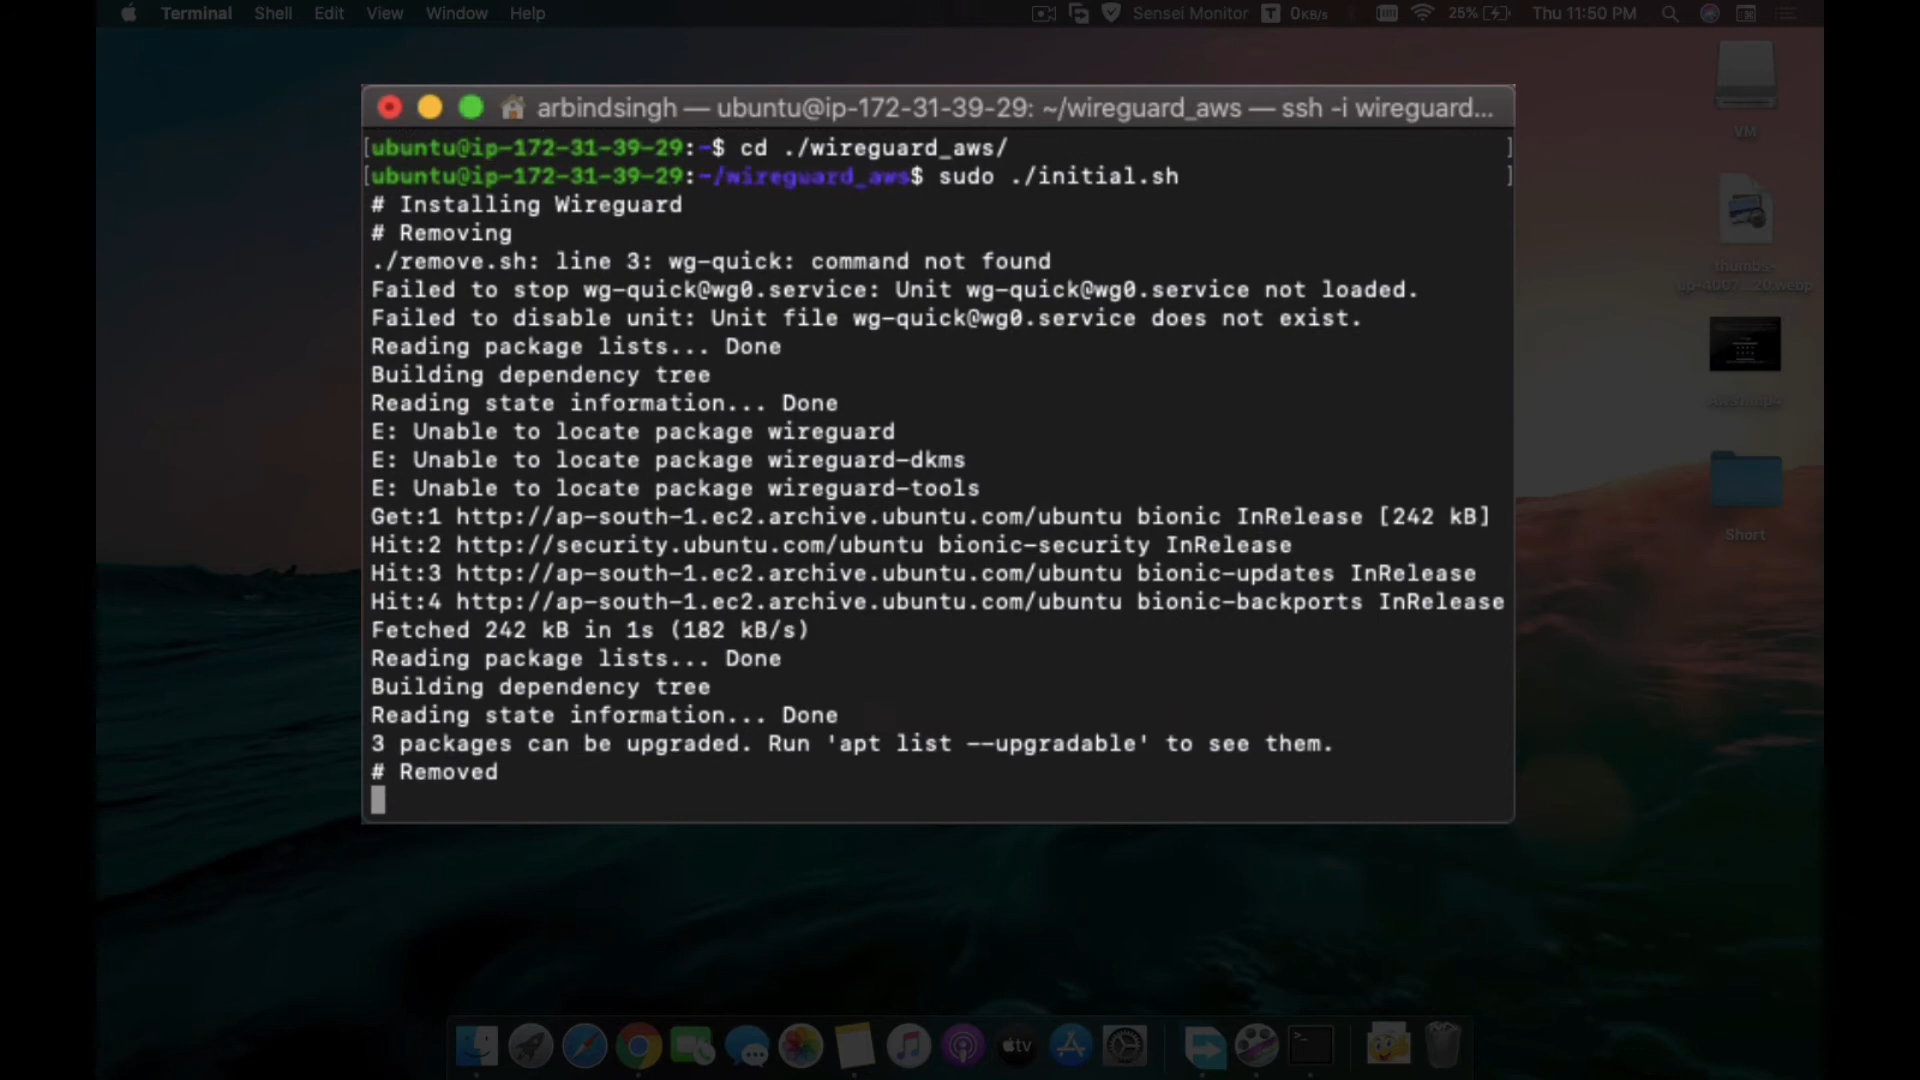 Terminal Shell Edit View Window Help Sensei Monitor T 0KB/s 25% Thu 11:50 PM
arbindsingh — ubuntu@ip-172-31-39-29: ~/wireguard_aws — ssh -i wireguard...
[ubuntu@ip-172-31-39-29:~$ cd ./wireguard_aws/ ]
[ubuntu@ip-172-31-39-29:~/wireguard_aws$ sudo ./initial.sh ]
# Installing Wireguard
# Removing
./remove.sh: line 3: wg-quick: command not found
Failed to stop wg-quick@wg0.service: Unit wg-quick@wg0.service not loaded.
Failed to disable unit: Unit file wg-quick@wg0.service does not exist.
Reading package lists... Done
Building dependency tree
Reading state information... Done
E: Unable to locate package wireguard
E: Unable to locate package wireguard-dkms
E: Unable to locate package wireguard-tools
Get:1 http://ap-south-1.ec2.archive.ubuntu.com/ubuntu bionic InRelease [242 kB]
Hit:2 http://security.ubuntu.com/ubuntu bionic-security InRelease
Hit:3 http://ap-south-1.ec2.archive.ubuntu.com/ubuntu bionic-updates InRelease
Hit:4 http://ap-south-1.ec2.archive.ubuntu.com/ubuntu bionic-backports InRelease
Fetched 242 kB in 1s (182 kB/s)
Reading package lists... Done
Building dependency tree
Reading state information... Done
3 packages can be upgraded. Run 'apt list --upgradable' to see them.
# Removed
VM
thumbs-
up-4007...20.webp
Short
tv